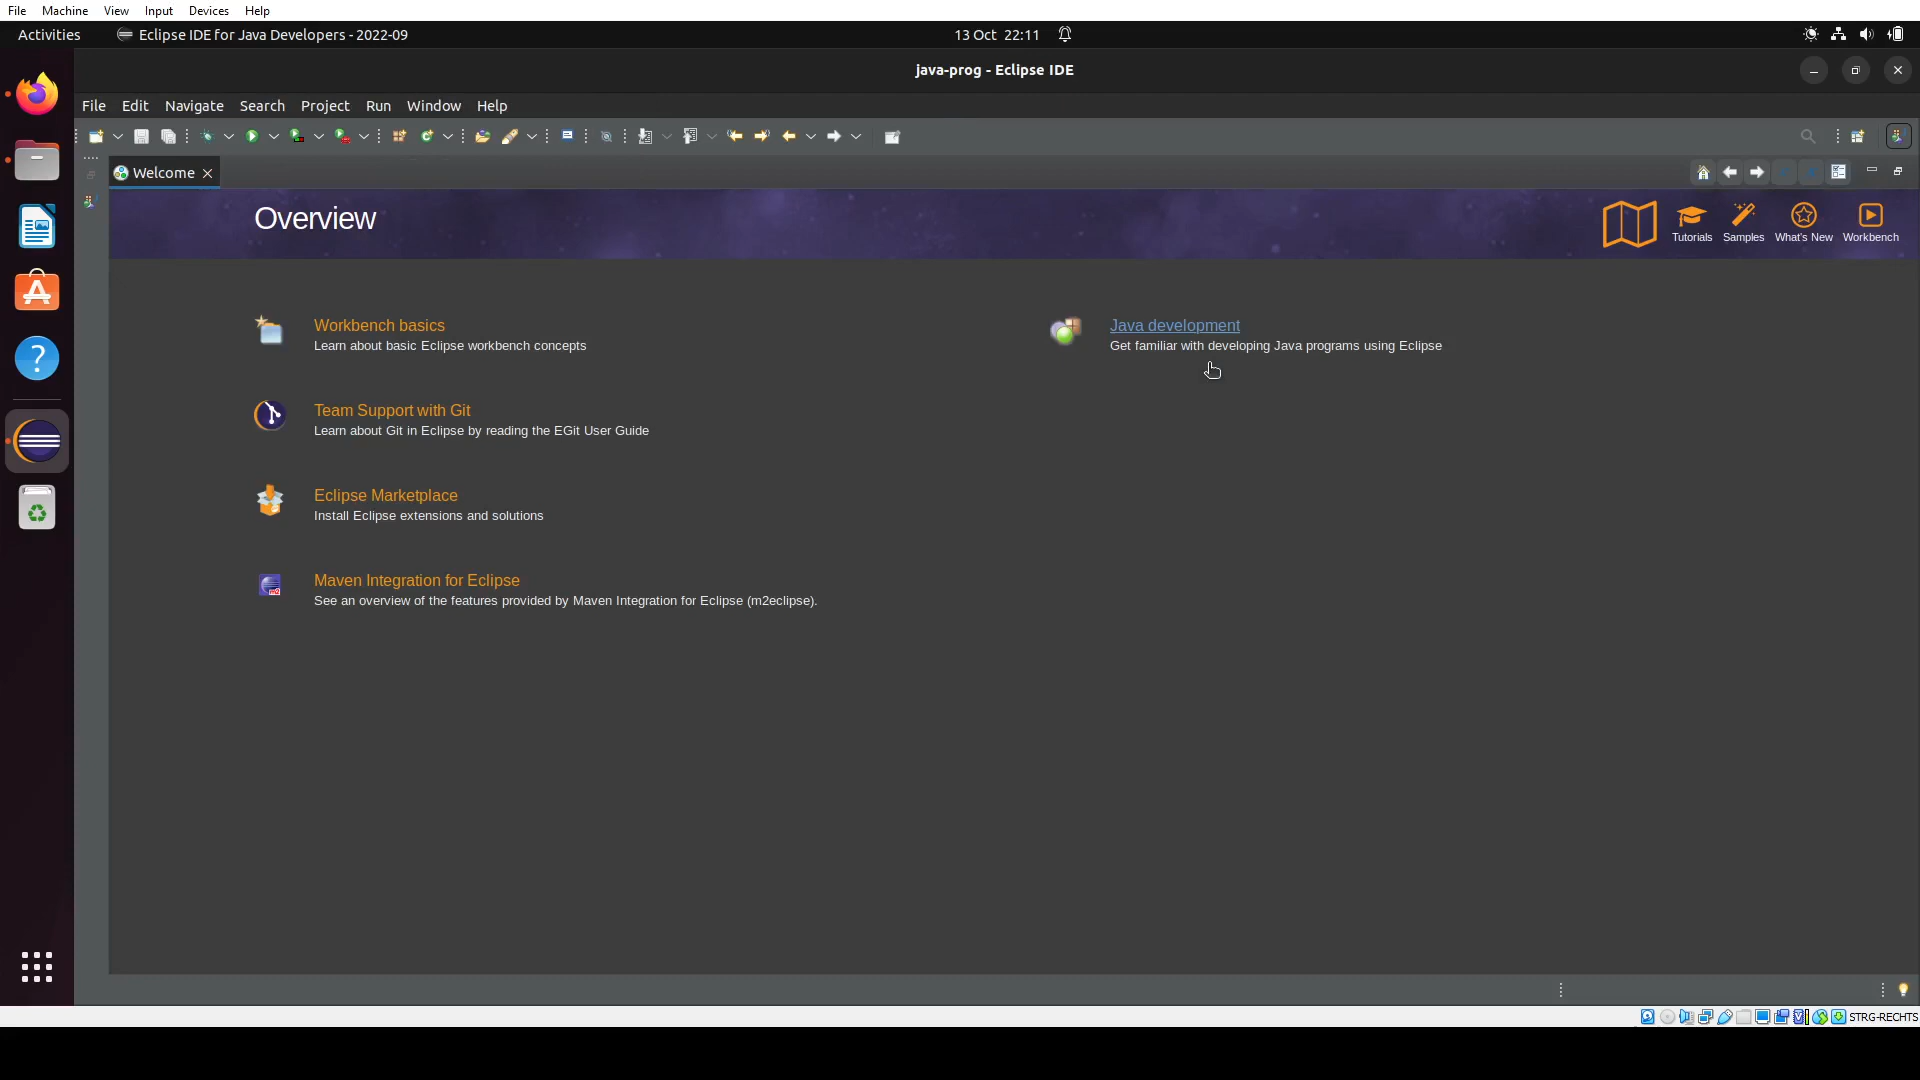 File Machine View Input Devices Help
Activities Eclipse IDE for Java Developers - 2022-09 13 Oct 22:11
java-prog - Eclipse IDE
File Edit Navigate Search Project Run Window Help
Welcome
Overview
Tutorials Samples What's New Workbench
Workbench basics
Learn about basic Eclipse workbench concepts
Java development
Get familiar with developing Java programs using Eclipse
Team Support with Git
Learn about Git in Eclipse by reading the EGit User Guide
Eclipse Marketplace
Install Eclipse extensions and solutions
Maven Integration for Eclipse
See an overview of the features provided by Maven Integration for Eclipse (m2eclipse).
STRG-RECHTS